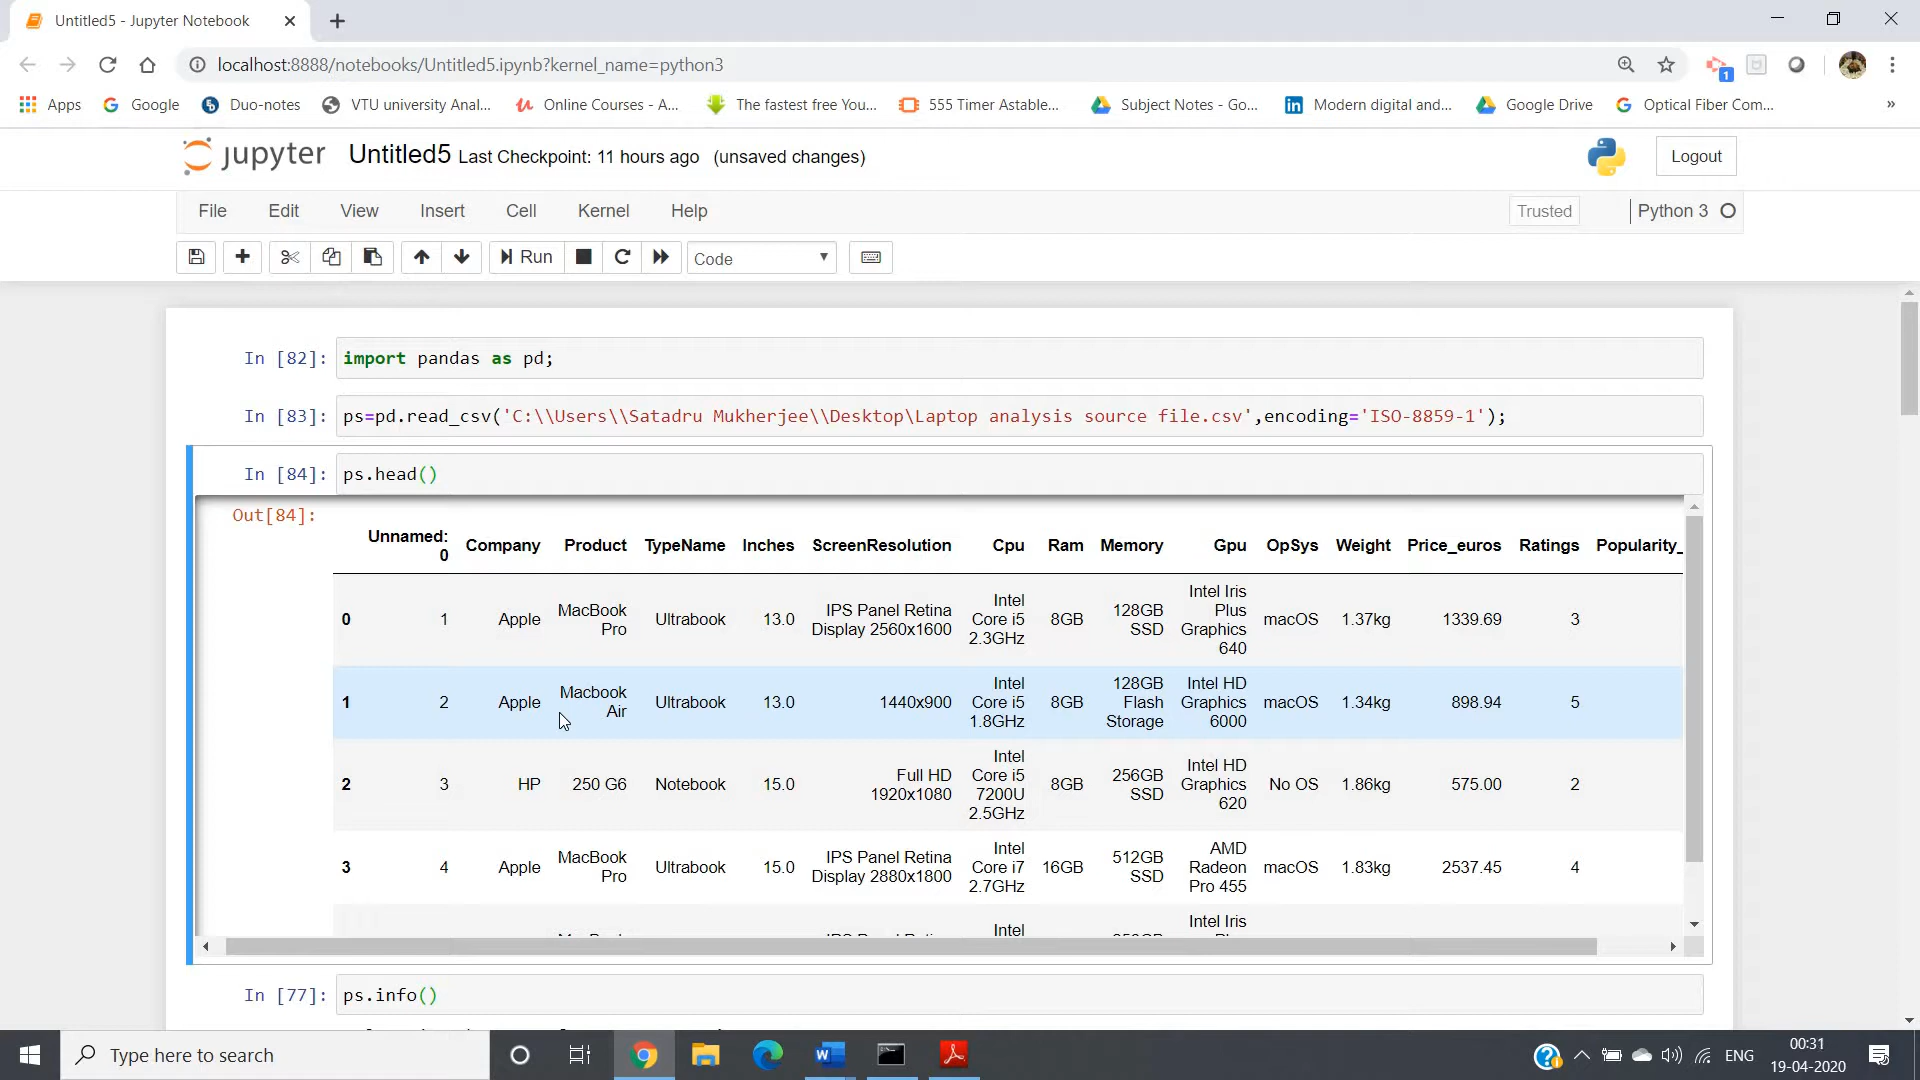 Untitled5 - Jupyter Notebook
localhost:8888/notebooks/Untitled5.ipynb?kernel_name=python3
1
Apps Google Duo-notes VTU university Anal... Online Courses - A... The fastest free You... 555 Timer Astable... Subject Notes - Go... Modern digital and... Google Drive Optical Fiber Com... »
jupyter Untitled5 Last Checkpoint: 11 hours ago (unsaved changes) Logout
File Edit View Insert Cell Kernel Help Trusted Python 3
Run Code
In [82]: import pandas as pd;
In [83]: ps=pd.read_csv('C:\\Users\\Satadru Mukherjee\\Desktop\Laptop analysis source file.csv',encoding='ISO-8859-1');
In [84]: ps.head()
Out[84]:
Unnamed:
0 Company Product TypeName Inches ScreenResolution Cpu Ram Memory Gpu OpSys Weight Price_euros Ratings Popularity_
0 1 Apple MacBook Pro Ultrabook 13.0 IPS Panel Retina Display 2560x1600 Intel Core i5 2.3GHz 8GB 128GB SSD Intel Iris Plus Graphics 640 macOS 1.37kg 1339.69 3
1 2 Apple Macbook Air Ultrabook 13.0 1440x900 Intel Core i5 1.8GHz 8GB 128GB Flash Storage Intel HD Graphics 6000 macOS 1.34kg 898.94 5
2 3 HP 250 G6 Notebook 15.0 Full HD 1920x1080 Intel Core i5 7200U 2.5GHz 8GB 256GB SSD Intel HD Graphics 620 No OS 1.86kg 575.00 2
3 4 Apple MacBook Pro Ultrabook 15.0 IPS Panel Retina Display 2880x1800 Intel Core i7 2.7GHz 16GB 512GB SSD AMD Radeon Pro 455 macOS 1.83kg 2537.45 4
Intel Intel Iris
In [77]: ps.info()
Type here to search ENG 00:31
19-04-2020